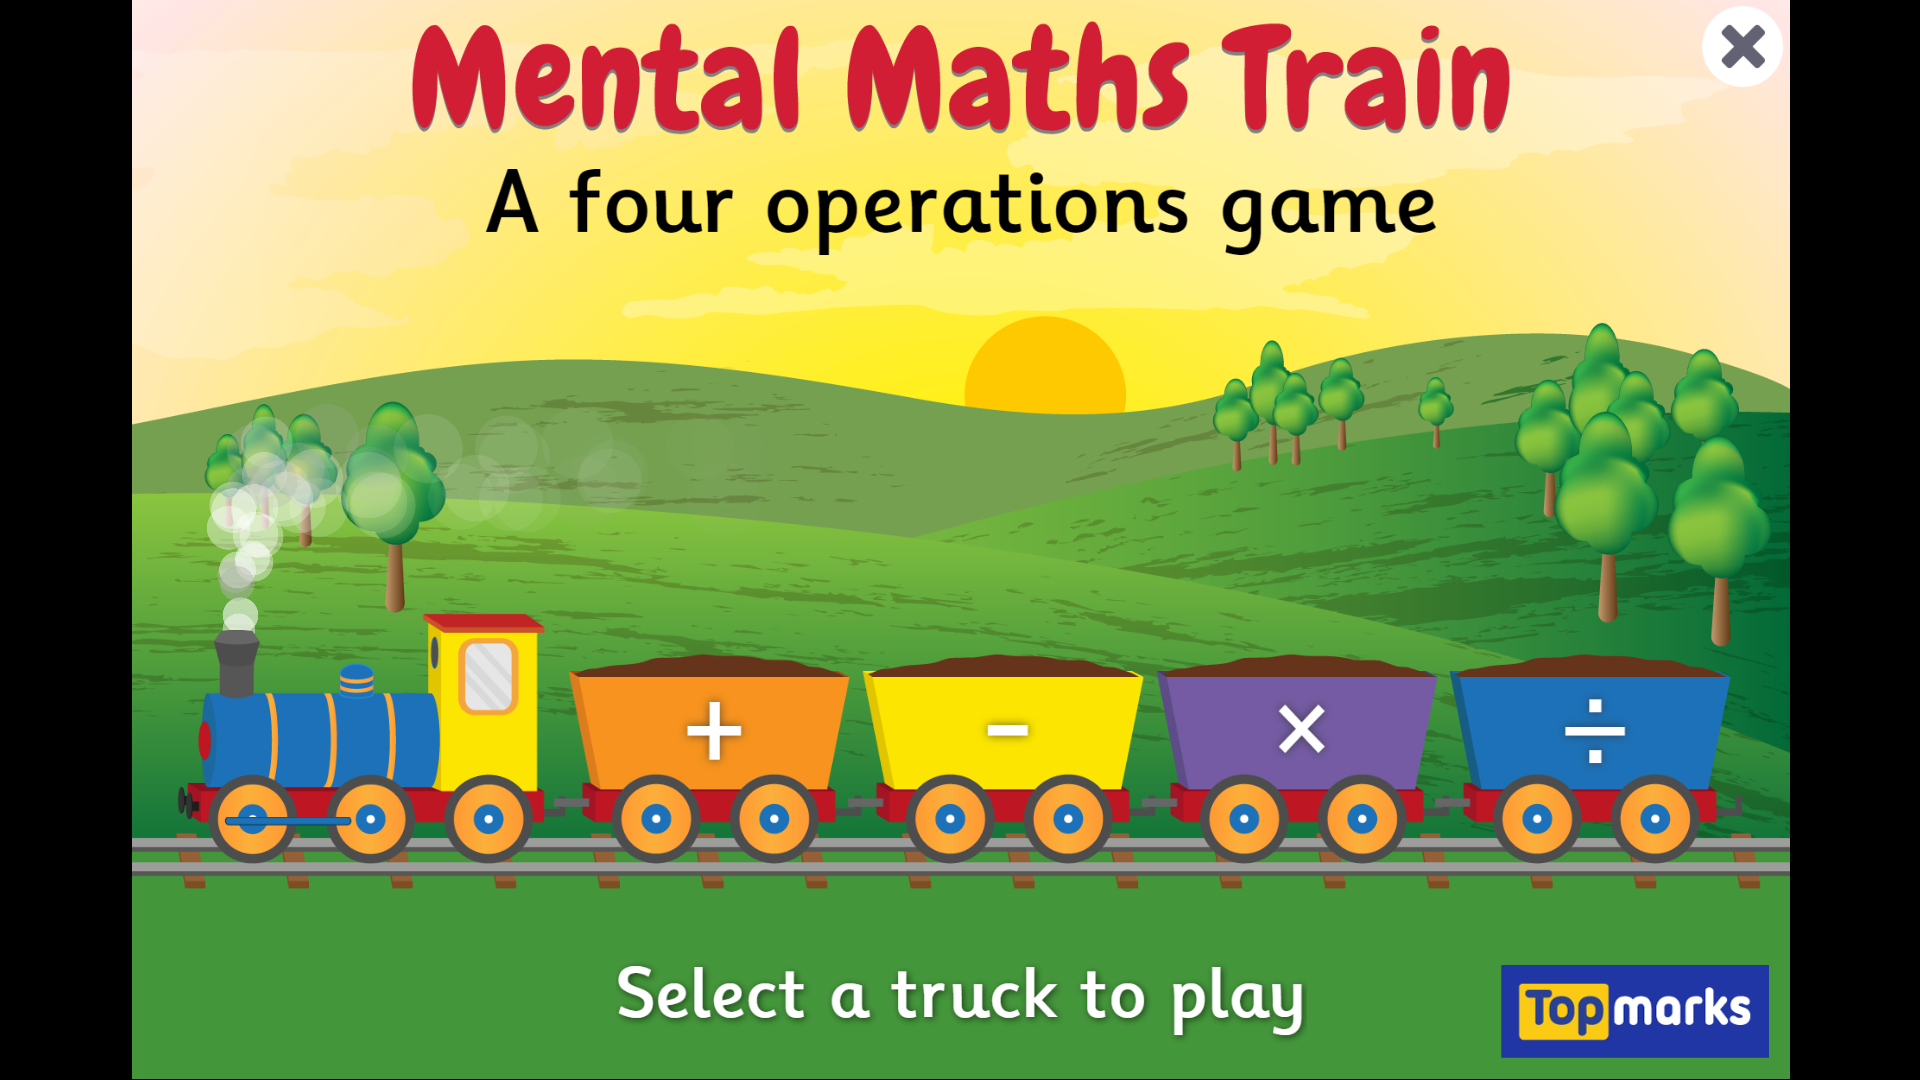 Mental Maths Train
A four operations game
+ - × ÷
Select a truck to play
Topmarks